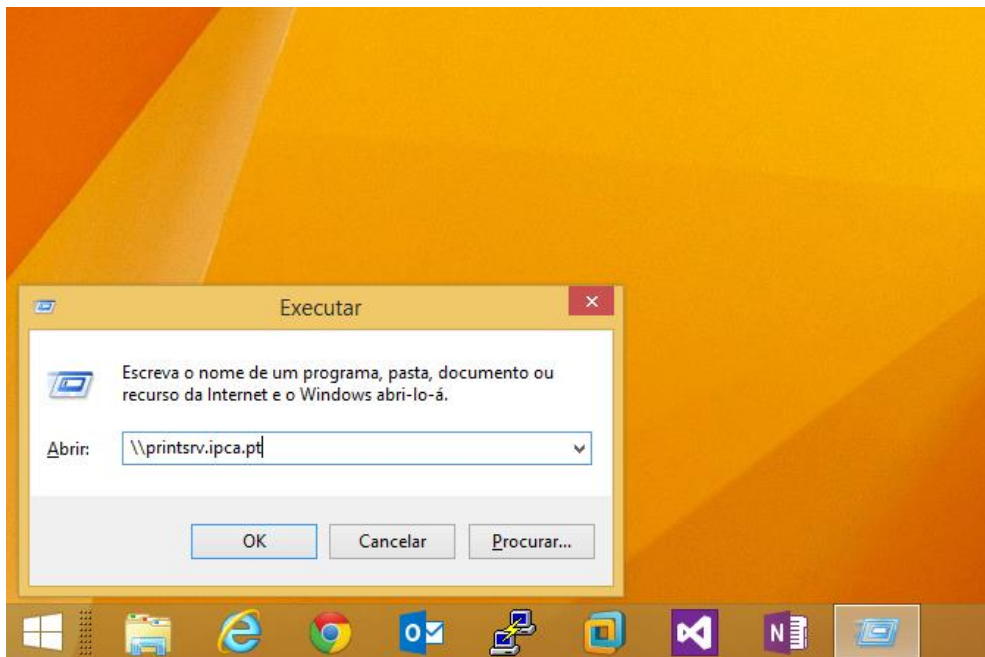 Executar
Escreva o nome de um programa, pasta, documento ou
recurso da Internet e o Windows abri-lo-á.
Abrir: \\printsrv.ipca.pt
OK Cancelar Procurar...